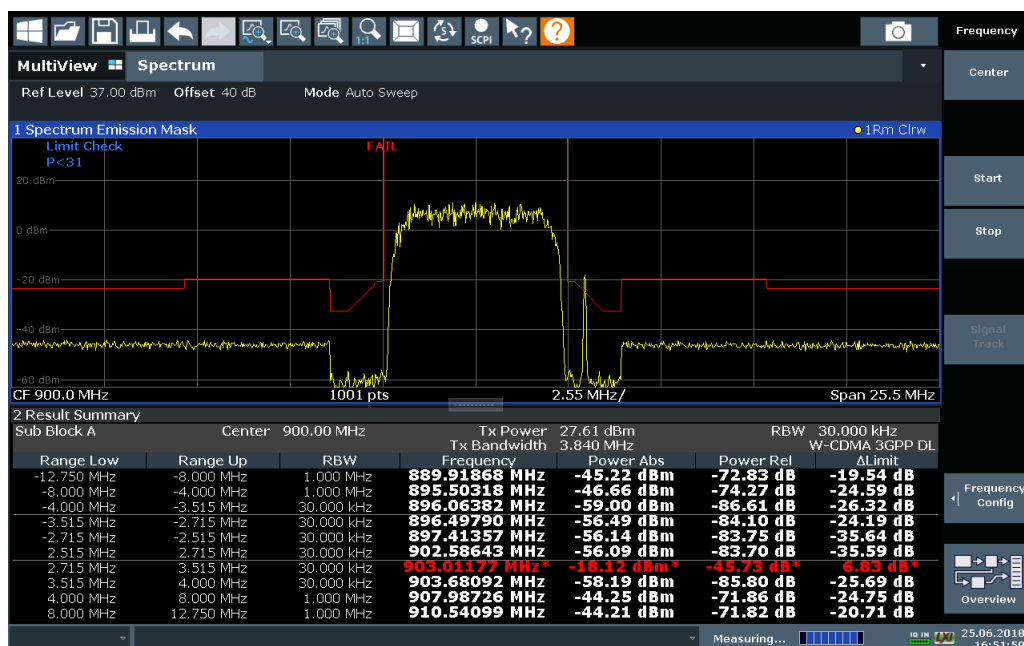 1:1
SCPI
Frequency
MultiView Spectrum
Center
Ref Level 37.00 dBm Offset 40 dB Mode Auto Sweep
1 Spectrum Emission Mask 1Rm Clrw
Limit Check FAIL
P<31
20 dBm
Start
0 dBm
Stop
-20 dBm
-40 dBm
Signal Track
-60 dBm
CF 900.0 MHz 1001 pts 2.55 MHz/ Span 25.5 MHz
2 Result Summary
Sub Block A Center 900.00 MHz Tx Power 27.61 dBm RBW 30.000 kHz
Tx Bandwidth 3.840 MHz W-CDMA 3GPP DL
Range Low Range Up RBW Frequency Power Abs Power Rel ΔLimit
-12.750 MHz -8.000 MHz 1.000 MHz 889.91868 MHz -45.22 dBm -72.83 dB -19.54 dB
-8.000 MHz -4.000 MHz 1.000 MHz 895.50318 MHz -46.66 dBm -74.27 dB -24.59 dB
-4.000 MHz -3.515 MHz 30.000 kHz 896.06382 MHz -59.00 dBm -86.61 dB -26.32 dB
-3.515 MHz -2.715 MHz 30.000 kHz 896.49790 MHz -56.49 dBm -84.10 dB -24.19 dB
-2.715 MHz -2.515 MHz 30.000 kHz 897.41357 MHz -56.14 dBm -83.75 dB -35.64 dB
2.515 MHz 2.715 MHz 30.000 kHz 902.58643 MHz -56.09 dBm -83.70 dB -35.59 dB
2.715 MHz 3.515 MHz 30.000 kHz 903.01177 MHz* -18.12 dBm* -45.73 dB* 6.83 dB*
3.515 MHz 4.000 MHz 30.000 kHz 903.68092 MHz -58.19 dBm -85.80 dB -25.69 dB
4.000 MHz 8.000 MHz 1.000 MHz 907.98726 MHz -44.25 dBm -71.86 dB -24.75 dB
8.000 MHz 12.750 MHz 1.000 MHz 910.54099 MHz -44.21 dBm -71.82 dB -20.71 dB
Frequency Config
Overview
Measuring... IQ IN LXI 25.06.2018
16:51:59